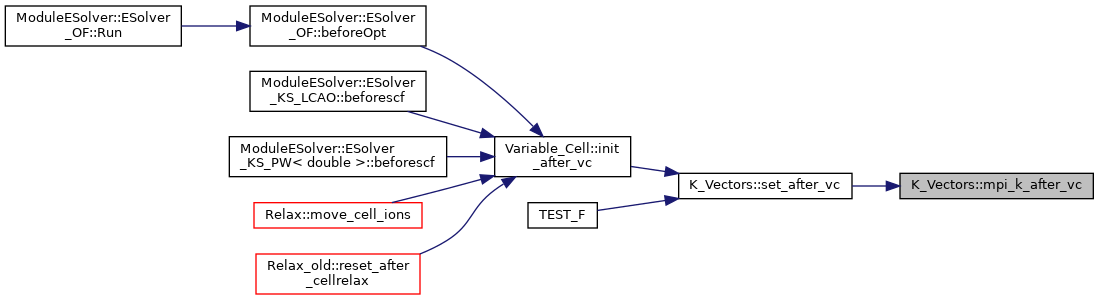 ModuleESolver::ESolver
_OF::Run
ModuleESolver::ESolver
_OF::beforeOpt
ModuleESolver::ESolver
_KS_LCAO::beforescf
ModuleESolver::ESolver
_KS_PW< double >::beforescf
Relax::move_cell_ions
Relax_old::reset_after
_cellrelax
Variable_Cell::init
_after_vc
TEST_F
K_Vectors::set_after_vc
K_Vectors::mpi_k_after_vc